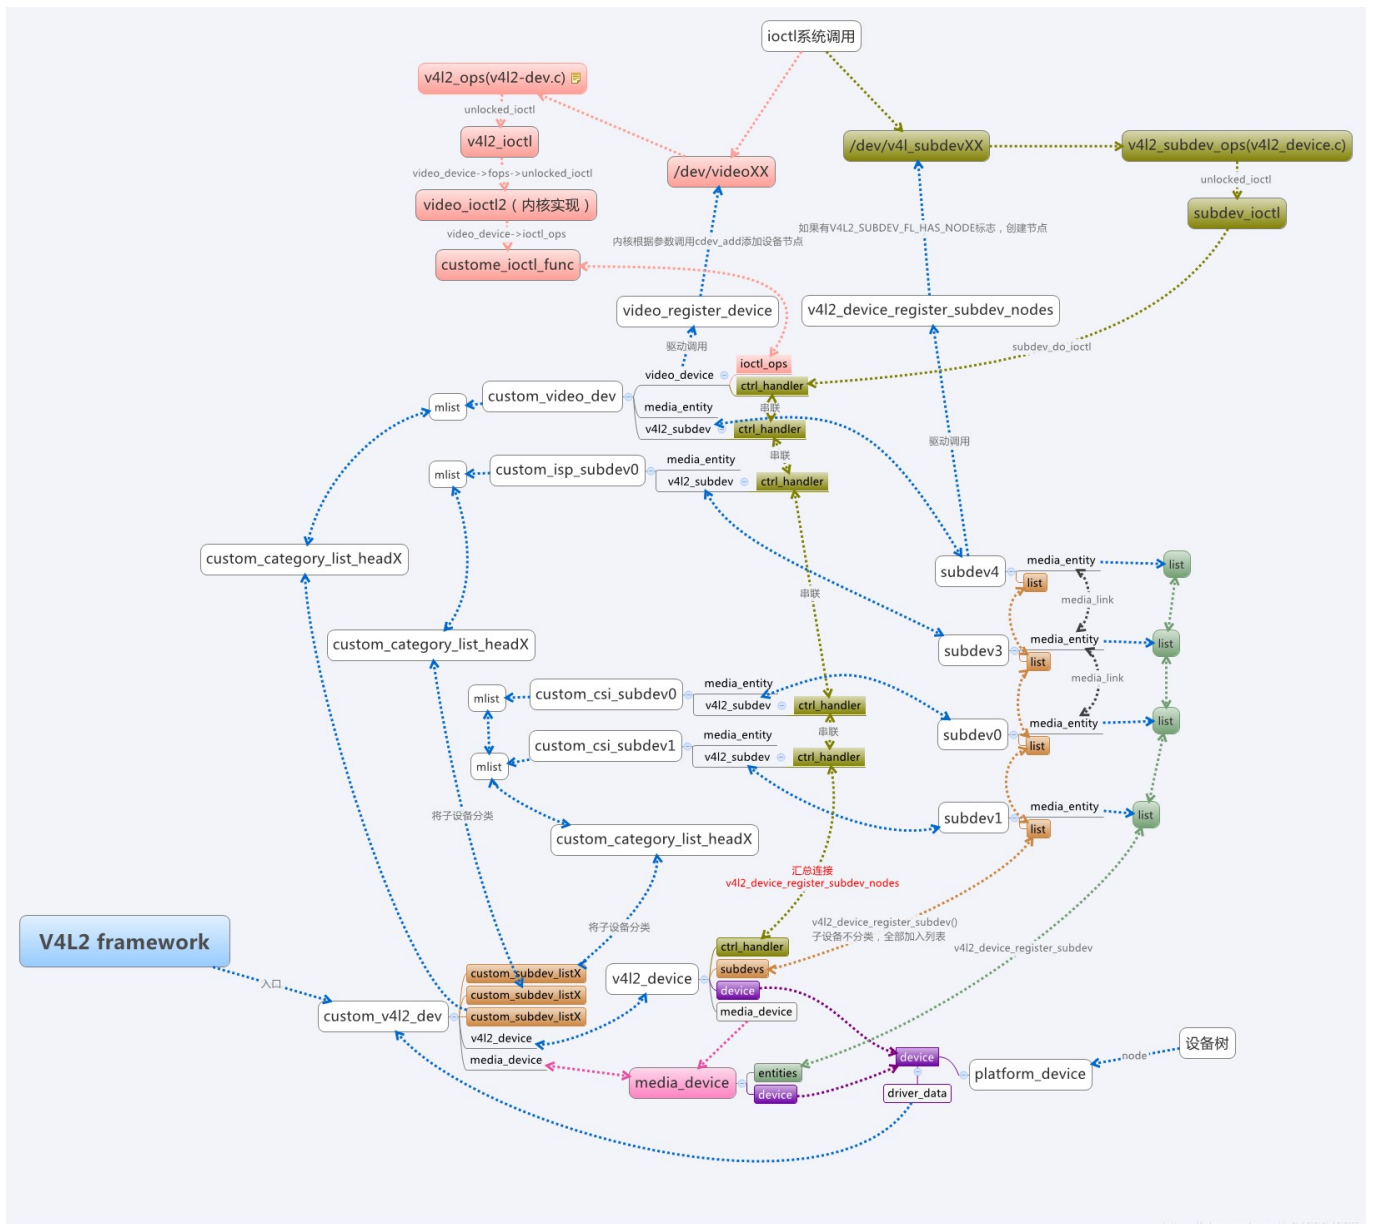 ioctl系统调用
v4l2_ops(v4l2-dev.c)
unlocked_ioctl
v4l2_ioctl
video_device->fops->unlocked_ioctl
video_ioctl2（内核实现）
video_device->ioctl_ops
custome_ioctl_func
/dev/videoXX
/dev/v4l_subdevXX
v4l2_subdev_ops(v4l2_device.c)
unlocked_ioctl
subdev_ioctl
内核根据参数调用cdev_add添加设备节点
如果有V4L2_SUBDEV_FL_HAS_NODE标志，创建节点
video_register_device
v4l2_device_register_subdev_nodes
驱动调用
subdev_do_ioctl
ioctl_ops
video_device
ctrl_handler
custom_video_dev
mlist
media_entity
串联
v4l2_subdev
ctrl_handler
驱动调用
串联
media_entity
custom_isp_subdev0
mlist
v4l2_subdev
ctrl_handler
custom_category_list_headX
subdev4
media_entity
list
list
串联
media_link
custom_category_list_headX
subdev3
media_entity
list
list
media_link
custom_csi_subdev0
media_entity
mlist
v4l2_subdev
ctrl_handler
串联
subdev0
media_entity
list
list
custom_csi_subdev1
media_entity
mlist
v4l2_subdev
ctrl_handler
将子设备分类
subdev1
media_entity
list
list
custom_category_list_headX
汇总连接
v4l2_device_register_subdev_nodes
将子设备分类
v4l2_device_register_subdev()
子设备不分类，全部加入列表
v4l2_device_register_subdev
V4L2 framework
入口
custom_v4l2_dev
custom_subdev_listX
custom_subdev_listX
custom_subdev_listX
v4l2_device
media_device
v4l2_device
ctrl_handler
subdevs
device
media_device
media_device
entities
device
device
driver_data
platform_device
node
设备树